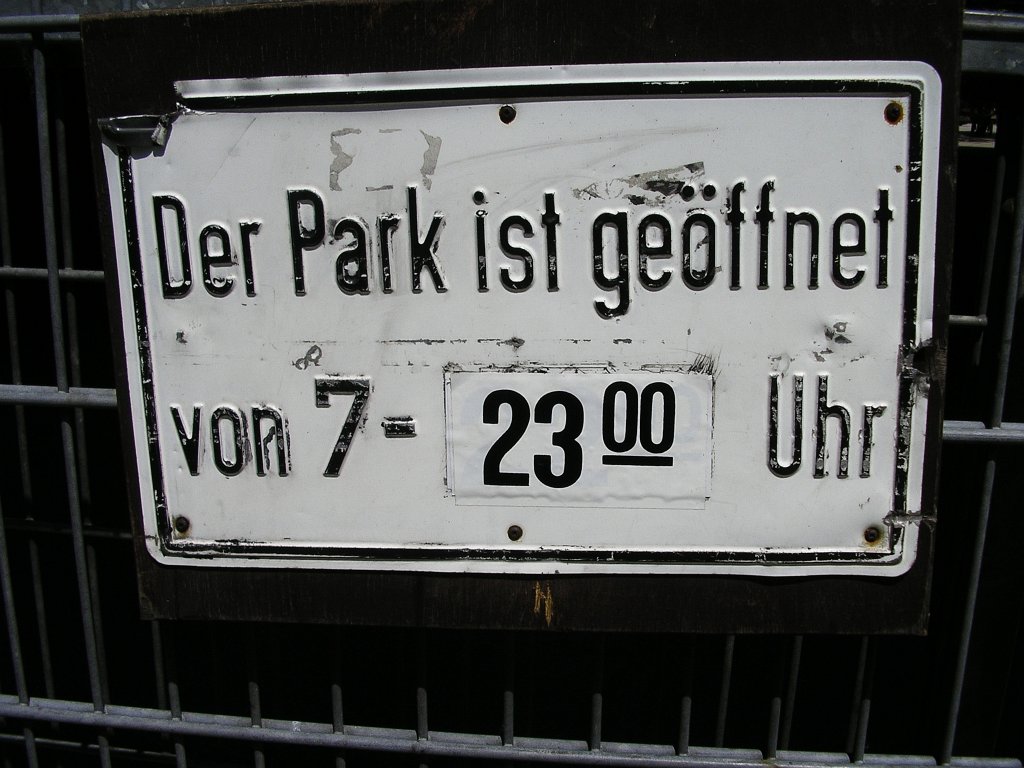 Der Park ist geöffnet
von 7 - 23 00 Uhr